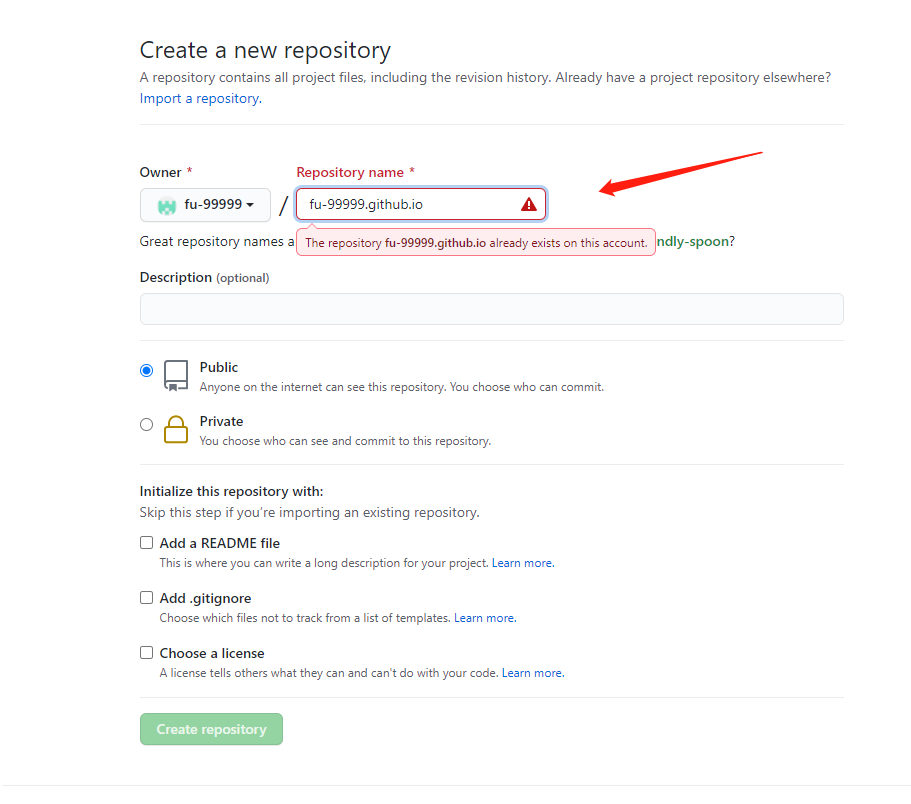 Create a new repository
A repository contains all project files, including the revision history. Already have a project repository elsewhere?
Import a repository.
Owner * Repository name *
fu-99999 / fu-99999.github.io
Great repository names a ndly-spoon?
The repository fu-99999.github.io already exists on this account.
Description (optional)
Public
Anyone on the internet can see this repository. You choose who can commit.
Private
You choose who can see and commit to this repository.
Initialize this repository with:
Skip this step if you’re importing an existing repository.
Add a README file
This is where you can write a long description for your project. Learn more.
Add .gitignore
Choose which files not to track from a list of templates. Learn more.
Choose a license
A license tells others what they can and can't do with your code. Learn more.
Create repository